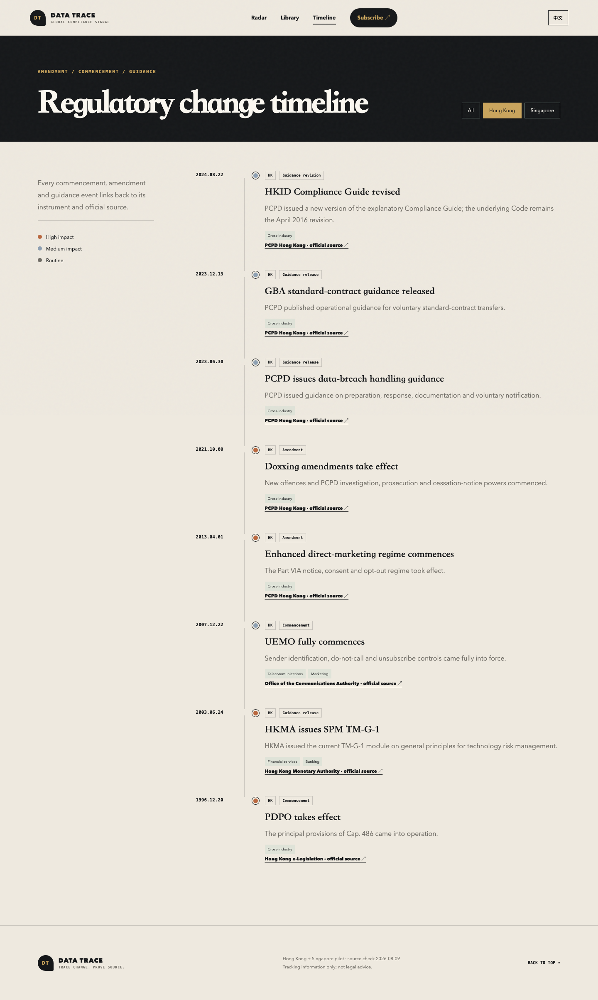 DT
DATA TRACE
GLOBAL COMPLIANCE SIGNAL
Radar
Library
Timeline
Subscribe ↗
中文
AMENDMENT / COMMENCEMENT / GUIDANCE
Regulatory change timeline
All
Hong Kong
Singapore
Every commencement, amendment
and guidance event links back to its
instrument and official source.
High impact
Medium impact
Routine
2024.08.22
HK
Guidance revision
HKID Compliance Guide revised
PCPD issued a new version of the explanatory Compliance Guide; the underlying Code remains
the April 2016 revision.
Cross-industry
PCPD Hong Kong · official source ↗
2023.12.13
HK
Guidance release
GBA standard-contract guidance released
PCPD published operational guidance for voluntary standard-contract transfers.
Cross-industry
PCPD Hong Kong · official source ↗
2023.06.30
HK
Guidance release
PCPD issues data-breach handling guidance
PCPD issued guidance on preparation, response, documentation and voluntary notification.
Cross-industry
PCPD Hong Kong · official source ↗
2021.10.08
HK
Amendment
Doxxing amendments take effect
New offences and PCPD investigation, prosecution and cessation-notice powers commenced.
Cross-industry
PCPD Hong Kong · official source ↗
2013.04.01
HK
Amendment
Enhanced direct-marketing regime commences
The Part VIA notice, consent and opt-out regime took effect.
Cross-industry
PCPD Hong Kong · official source ↗
2007.12.22
HK
Commencement
UEMO fully commences
Sender identification, do-not-call and unsubscribe controls came fully into force.
Telecommunications
Marketing
Office of the Communications Authority · official source ↗
2003.06.24
HK
Guidance release
HKMA issues SPM TM-G-1
HKMA issued the current TM-G-1 module on general principles for technology risk management.
Financial services
Banking
Hong Kong Monetary Authority · official source ↗
1996.12.20
HK
Commencement
PDPO takes effect
The principal provisions of Cap. 486 came into operation.
Cross-industry
Hong Kong e-Legislation · official source ↗
DT
DATA TRACE
TRACE CHANGE. PROVE SOURCE.
Hong Kong + Singapore pilot · source check 2026-08-09
Tracking information only; not legal advice.
BACK TO TOP ↑